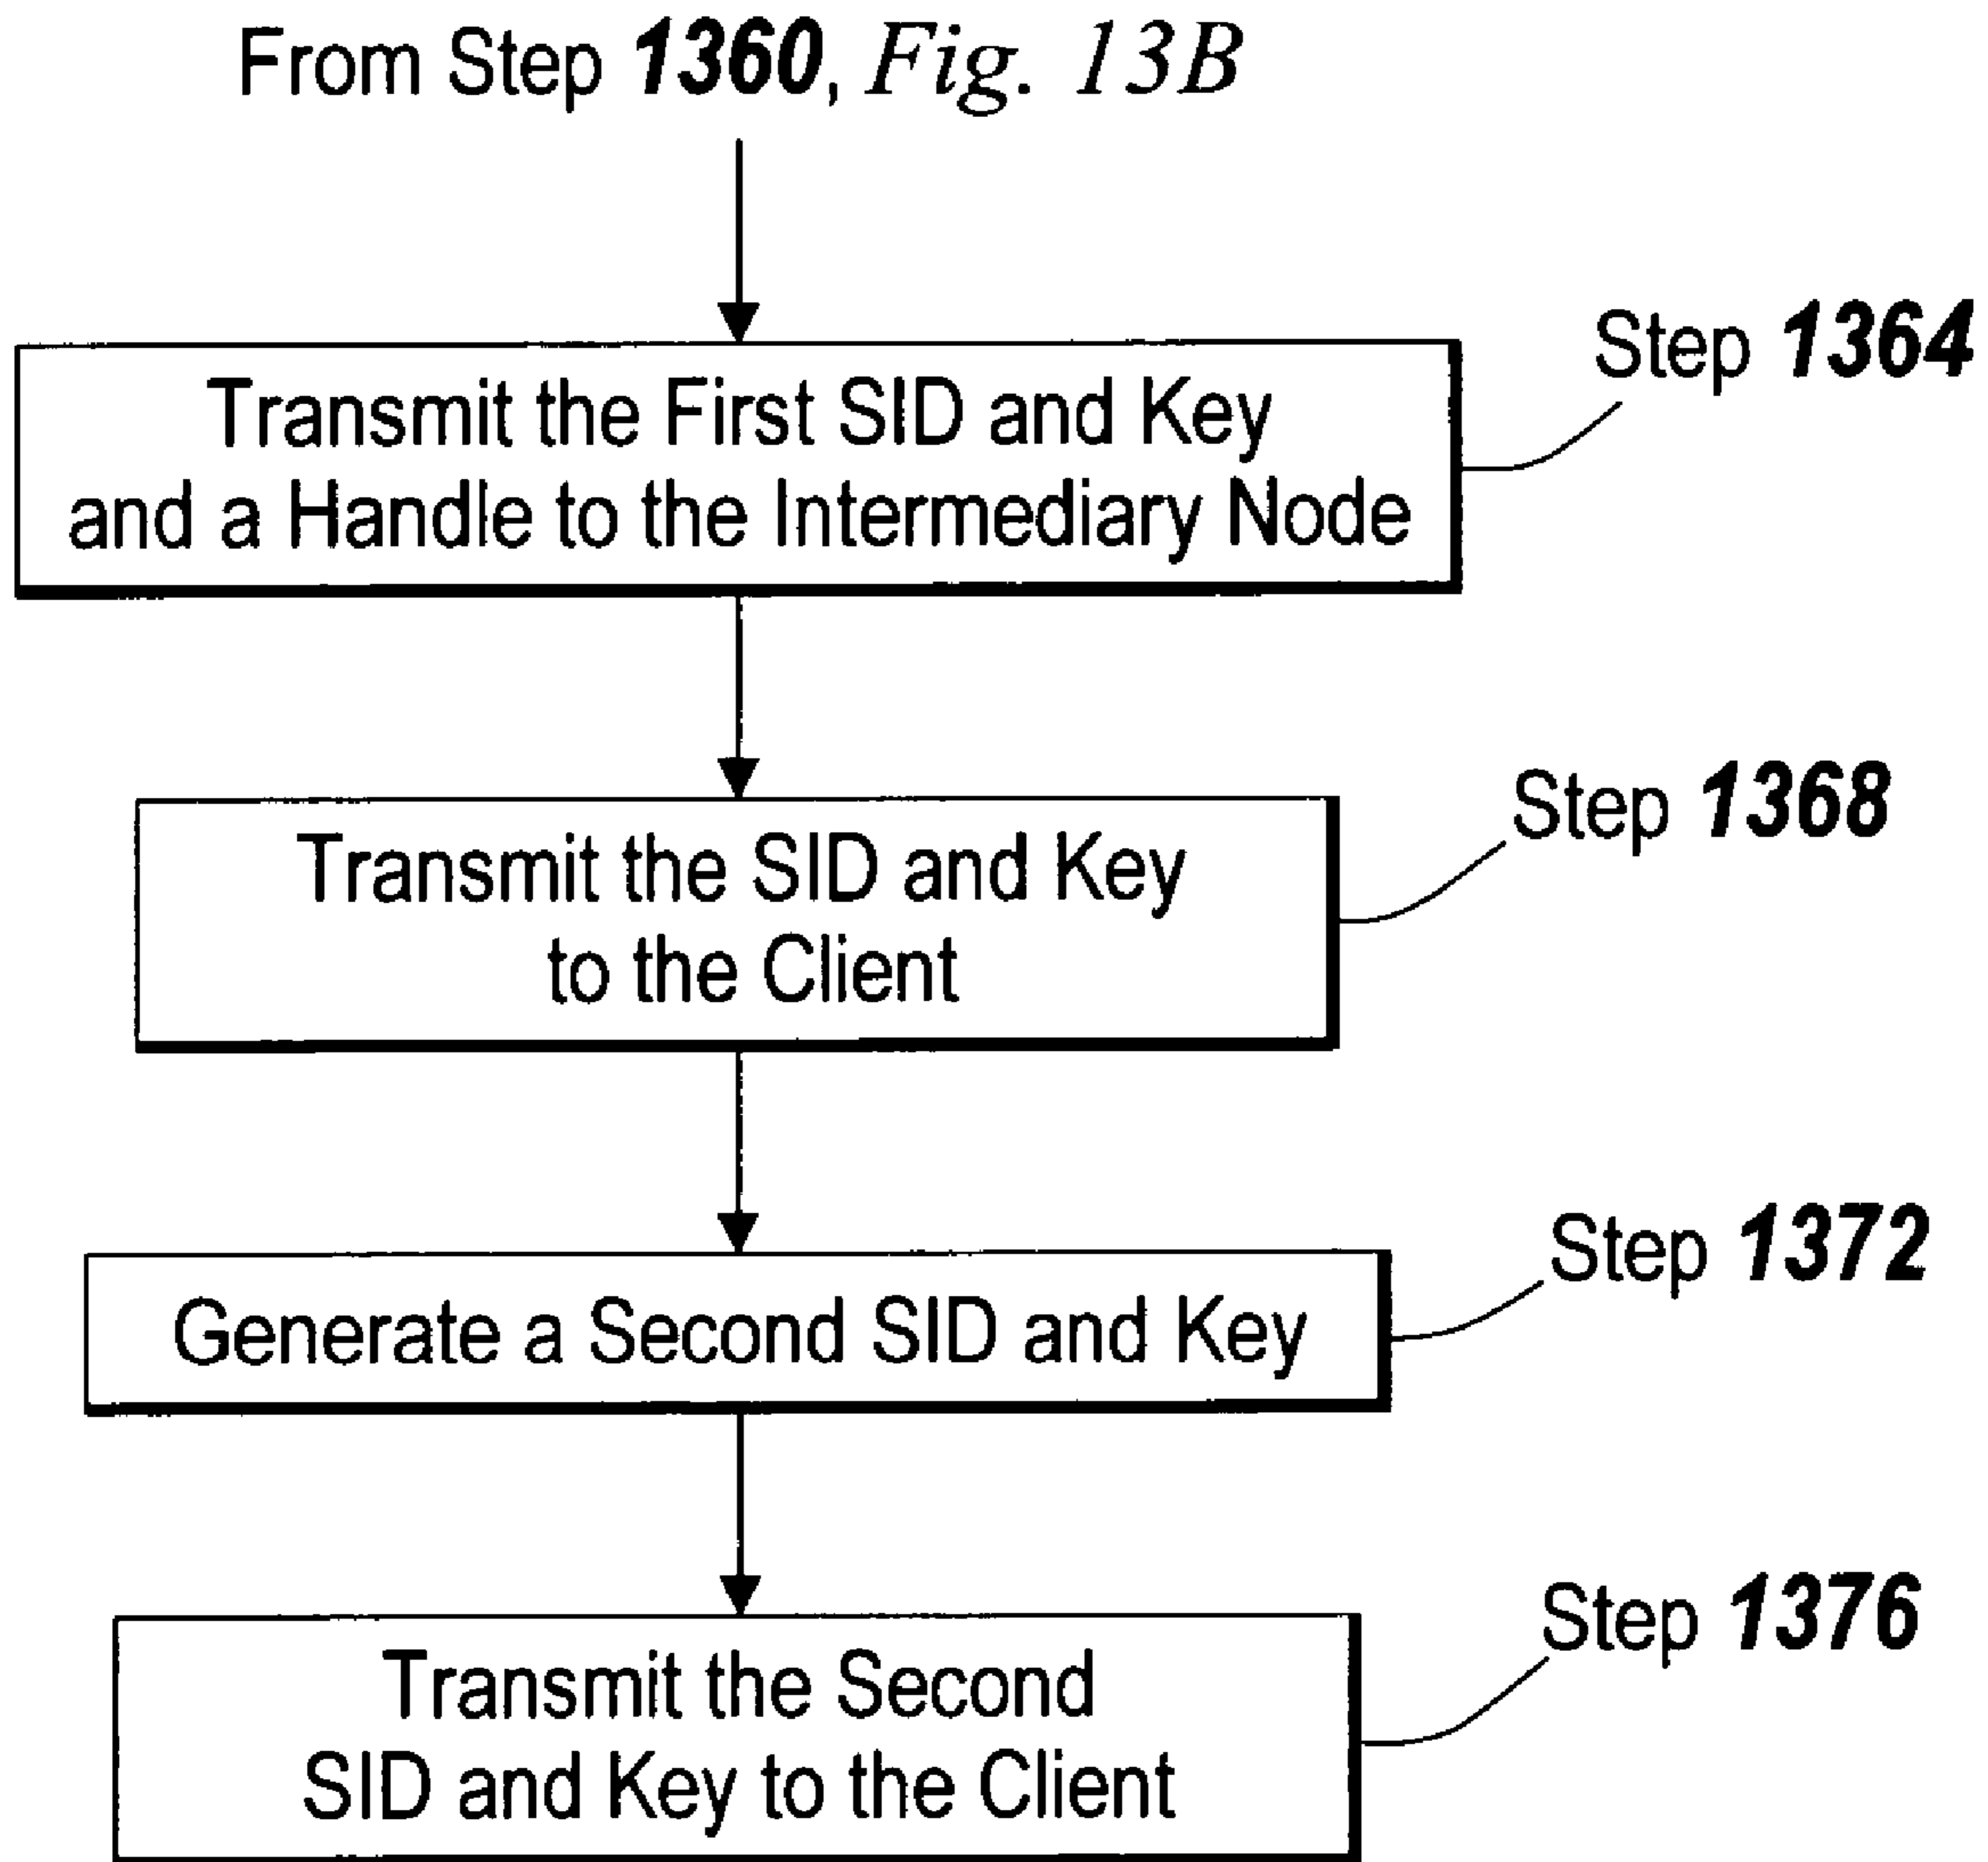 From Step 1360, Fig. 13B
Step 1364
Transmit the First SID and Key
and a Handle to the Intermediary Node
Step 1368
Transmit the SID and Key
to the Client
Step 1372
Generate a Second SID and Key
Step 1376
Transmit the Second
SID and Key to the Client